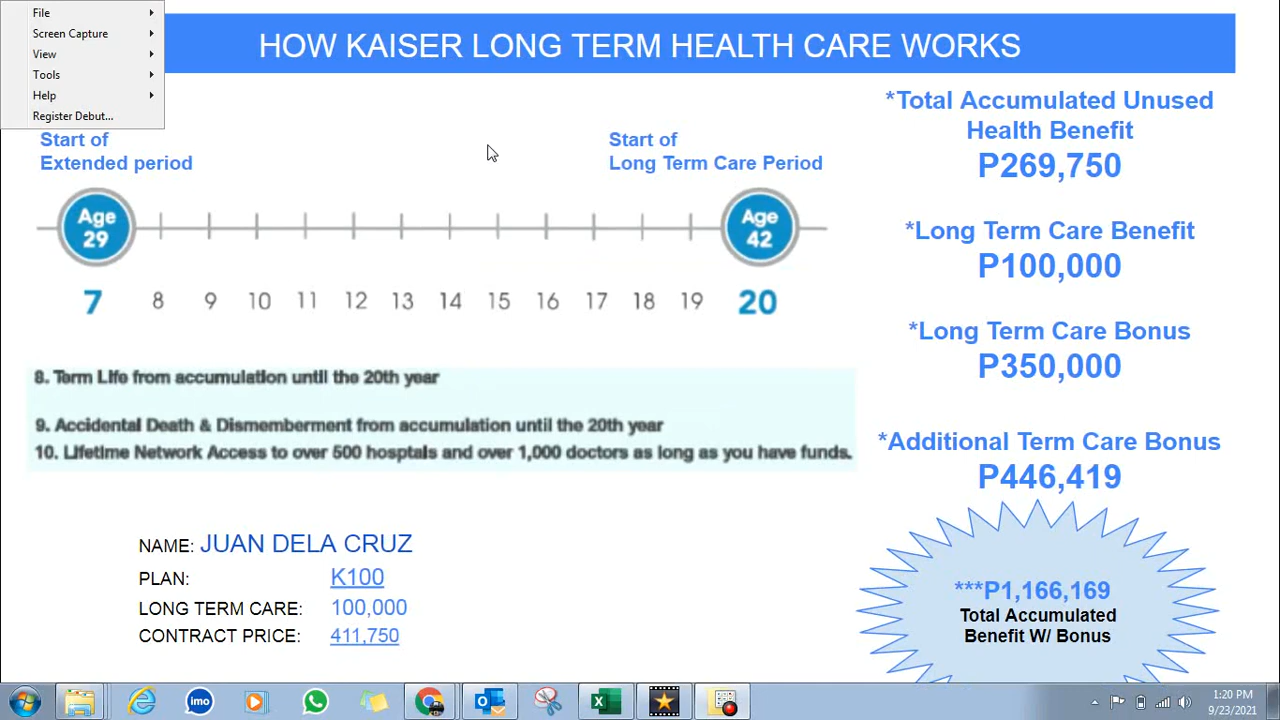 File
Screen Capture
View
Tools
Help
Register Debut...
HOW KAISER LONG TERM HEALTH CARE WORKS
Start of
Extended period
Start of
Long Term Care Period
Age
29
Age
42
7 8 9 10 11 12 13 14 15 16 17 18 19 20
8. Term Life from accumulation until the 20th year
9. Accidental Death & Dismemberment from accumulation until the 20th year
10. Lifetime Network Access to over 500 hosptals and over 1,000 doctors as long as you have funds.
NAME: JUAN DELA CRUZ
PLAN: K100
LONG TERM CARE: 100,000
CONTRACT PRICE: 411,750
*Total Accumulated Unused
Health Benefit
P269,750
*Long Term Care Benefit
P100,000
*Long Term Care Bonus
P350,000
*Additional Term Care Bonus
P446,419
***P1,166,169
Total Accumulated
Benefit W/ Bonus
imo
1:20 PM
9/23/2021